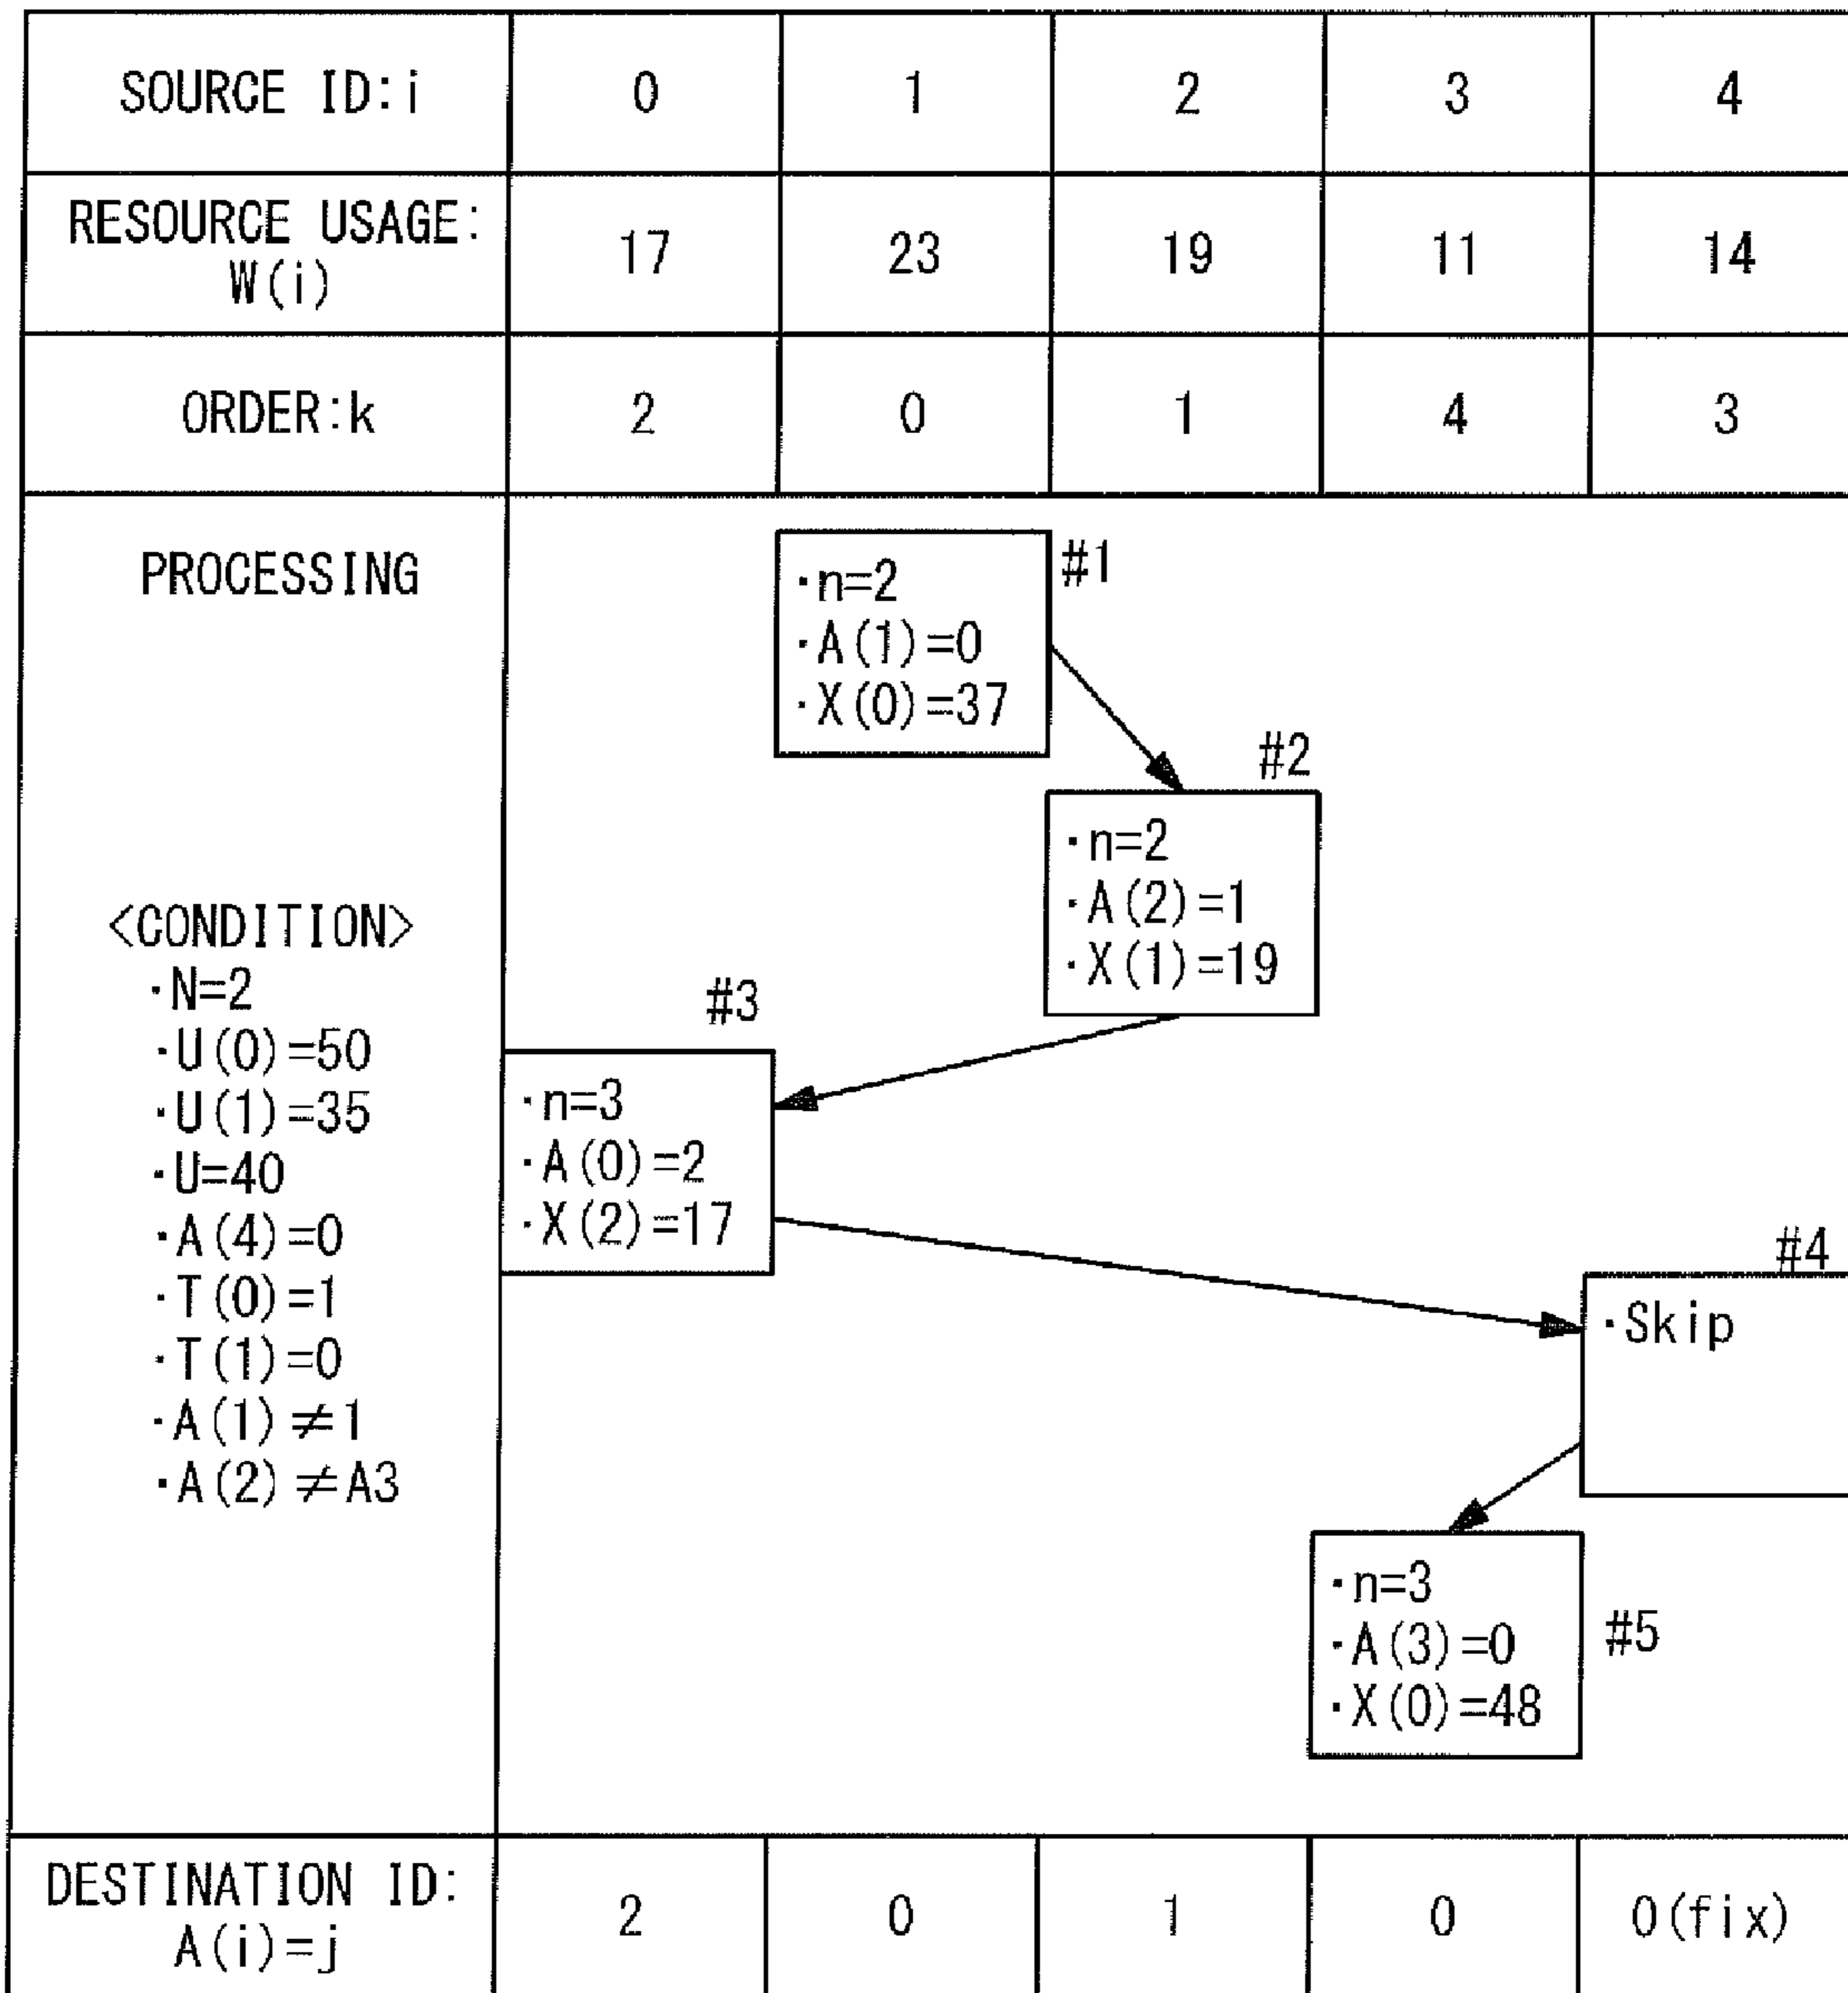 SOURCE ID:i 0 1 2 3 4
RESOURCE USAGE:
W(i) 17 23 19 11 14
ORDER:k 2 0 1 4 3
PROCESSING
#1
·n=2
·A(1)=0
·X(0)=37
#2
·n=2
·A(2)=1
·X(1)=19
<CONDITION>
·N=2
·U(0)=50
·U(1)=35
·U=40
·A(4)=0
·T(0)=1
·T(1)=0
·A(1)≠1
·A(2)≠A3
#3
·n=3
·A(0)=2
·X(2)=17
#4
·Skip
·n=3
·A(3)=0
·X(0)=48
#5
DESTINATION ID:
A(i)=j 2 0 1 0 0(fix)